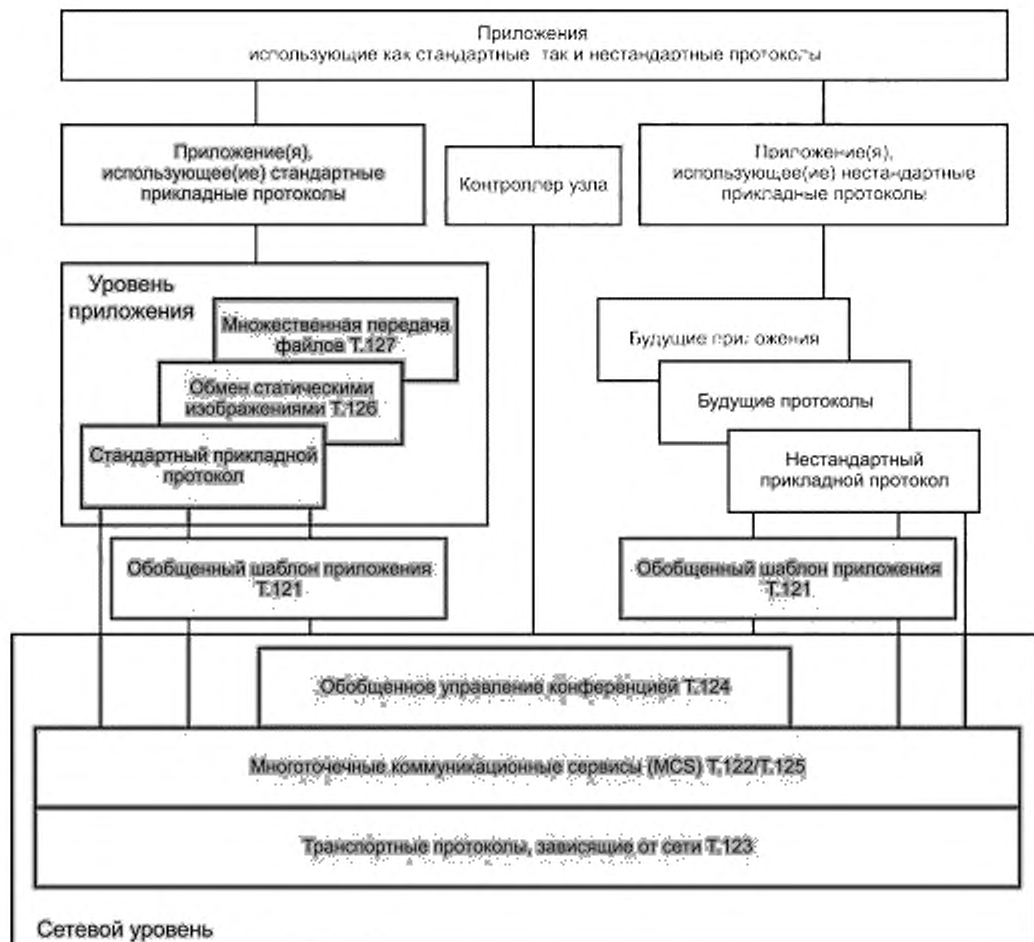 Приложения
использующие как стандартные так и нестандартные протоколы
Приложение(я),
использующее(ие) стандартные
прикладные протоколы
Контроллер узла
Приложение(я),
использующее(ие) нестандартные
прикладные протоколы
Уровень
приложения
Множественная передача
файлов Т.127
Обмен статическими
изображениями Т.126
Стандартный прикладной
протокол
Будущие приложения
Будущие протоколы
Нестандартный
прикладной протокол
Обобщенный шаблон приложения
Т.121
Обобщенный шаблон приложения
Т.121
Обобщенное управление конференцией Т.124
Многоточечные коммуникационные сервисы (MCS) Т.122/Т.125
Транспортные протоколы, зависящие от сети Т.123
Сетевой уровень